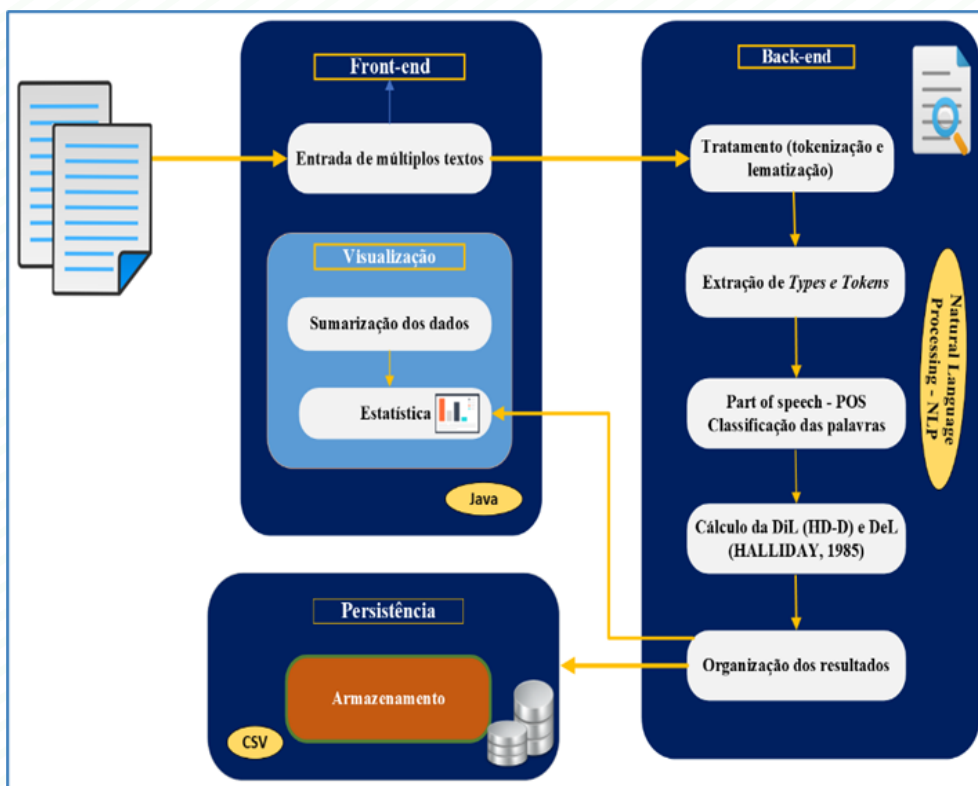 Front-end
Entrada de múltiplos textos
Visualização
Sumarização dos dados
Estatística
Java
Back-end
Tratamento (tokenização e
lematização)
Extração de Types e Tokens
Part of speech - POS
Classificação das palavras
Cálculo da DiL (HD-D) e DeL
(HALLIDAY, 1985)
Organização dos resultados
Natural Language
Processing - NLP
Persistência
Armazenamento
CSV